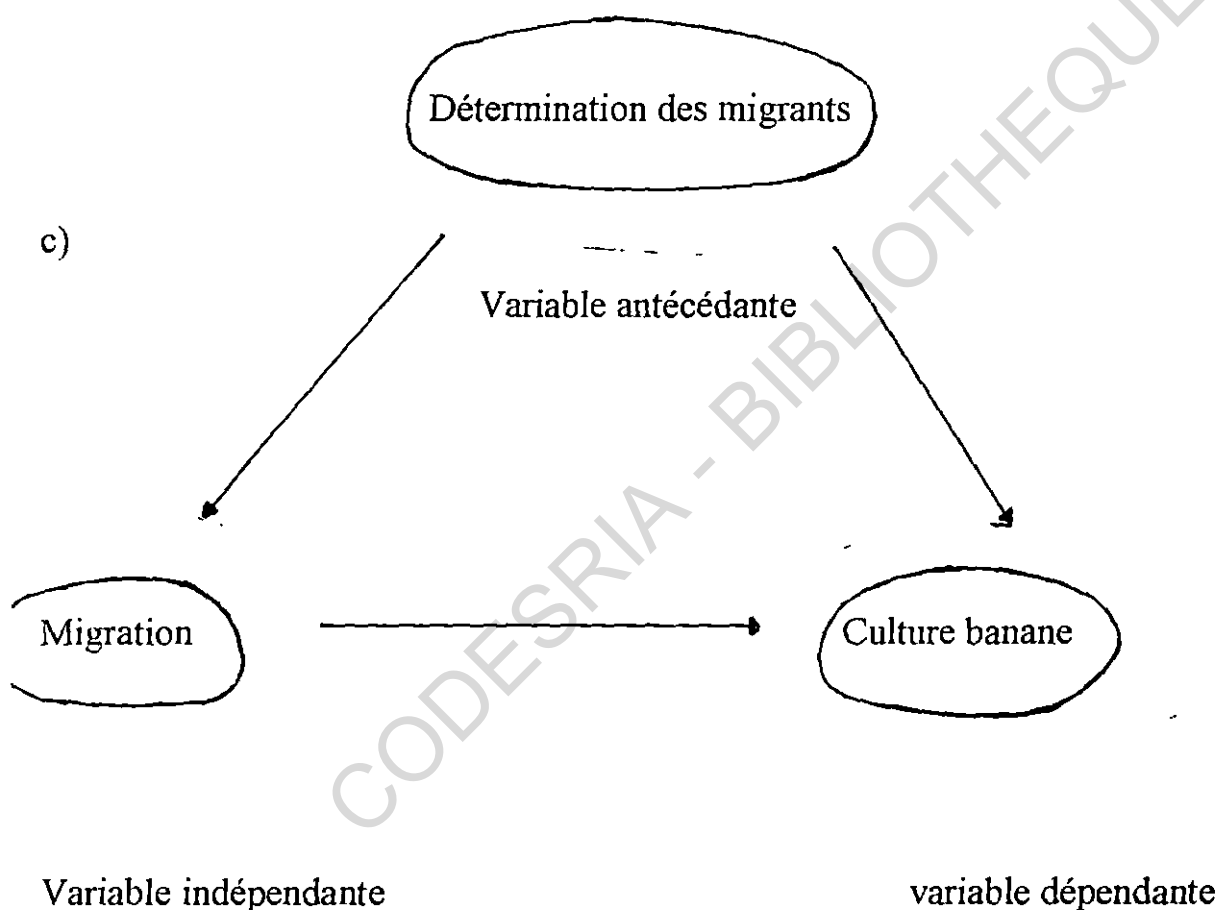 Détermination des migrants
c)
Variable antécédante
Migration
Culture banane
Variable indépendante
variable dépendante
CODESRIA - BIBLIOTHEQUE